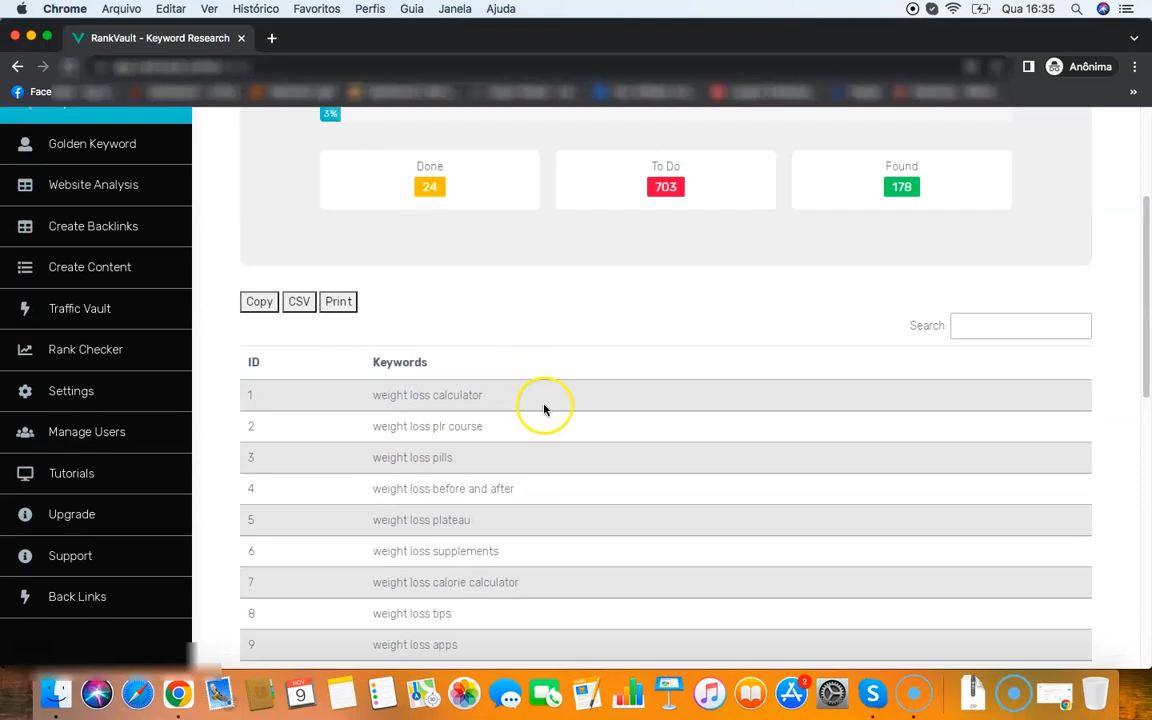 Chrome Arquivo Editar Ver Histórico Favoritos Perfis Guia Janela Ajuda Qua 16:35
RankVault - Keyword Research
Anônima
Face
3%
Golden Keyword
Website Analysis
Create Backlinks
Create Content
Traffic Vault
Rank Checker
Settings
Manage Users
Tutorials
Upgrade
Support
Back Links
Done To Do Found
24 703 178
Copy CSV Print
Search:
ID Keywords
1 weight loss calculator
2 weight loss plr course
3 weight loss pills
4 weight loss before and after
5 weight loss plateau
6 weight loss supplements
7 weight loss calorie calculator
8 weight loss tips
9 weight loss apps
NOV
9
2